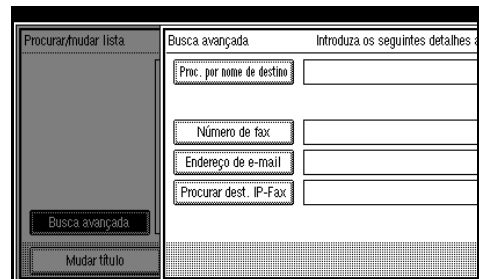 Procurar/mudar lista
Busca avançada
Introduza os seguintes detalhes
Proc. por nome de destino
Número de fax
Endereço de e-mail
Procurar dest. IP-Fax
Busca avançada
Mudar título